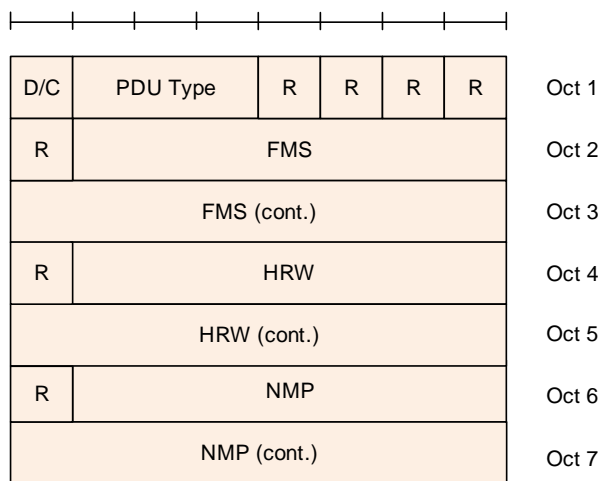 D/C PDU Type R R R R Oct 1
R FMS Oct 2
FMS (cont.) Oct 3
R HRW Oct 4
HRW (cont.) Oct 5
R NMP Oct 6
NMP (cont.) Oct 7